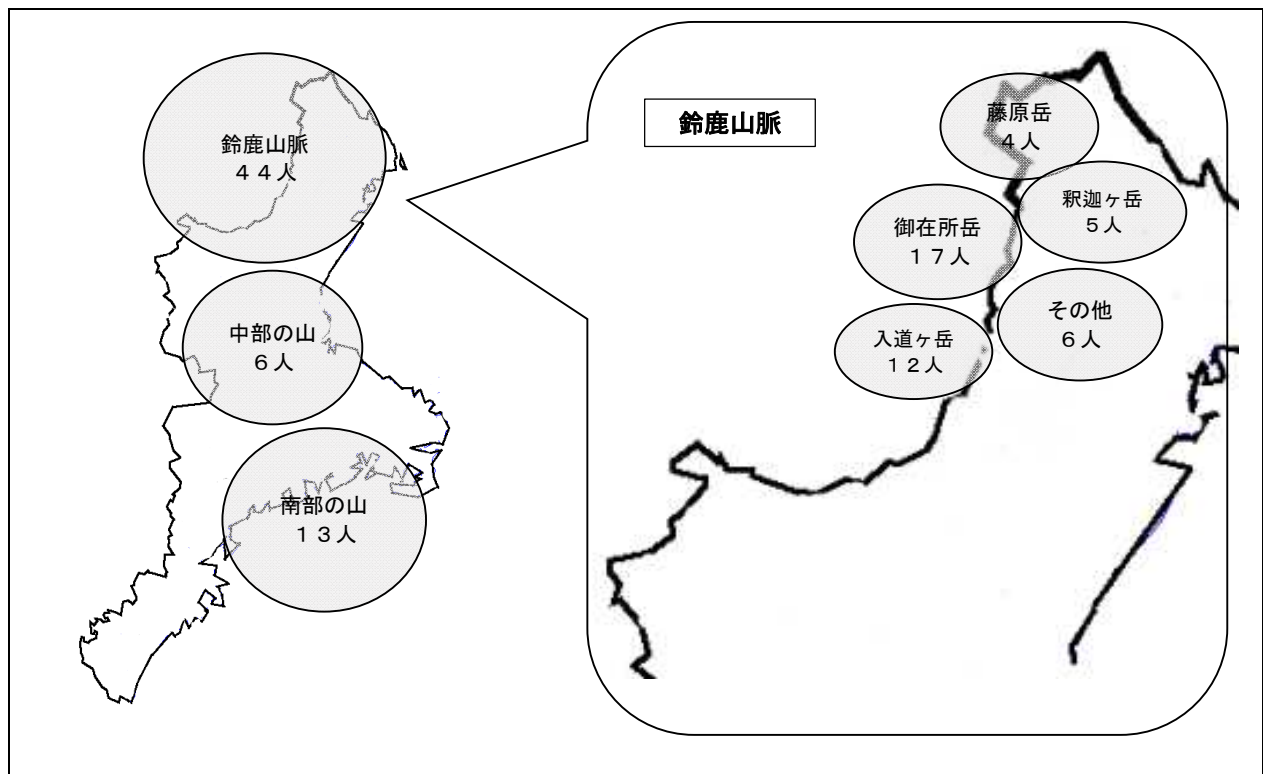 鈴鹿山脈
４４人
中部の山
６人
南部の山
１３人
鈴鹿山脈
藤原岳
４人
釈迦ヶ岳
５人
御在所岳
１７人
その他
６人
入道ヶ岳
１２人